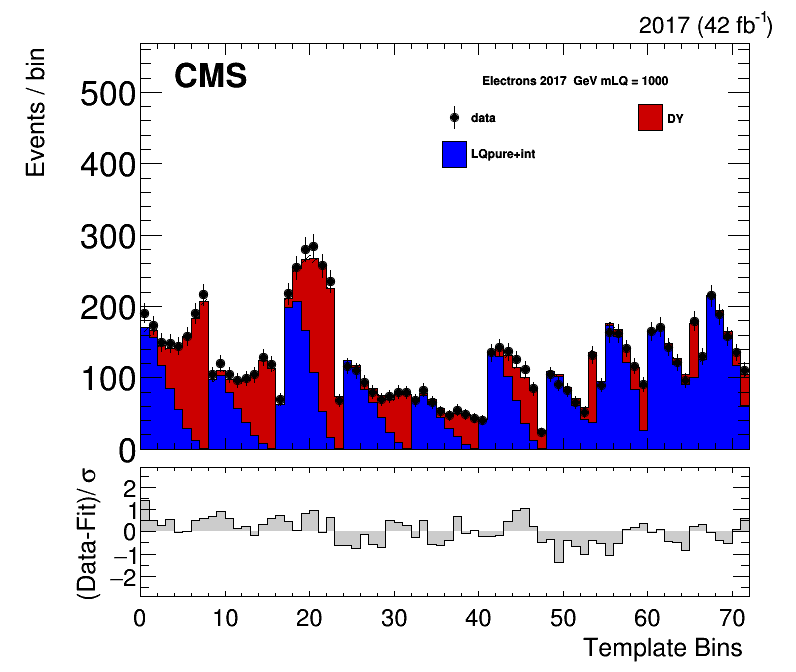 2017 (42 fb-1)
CMS
Electrons 2017 GeV mLQ = 1000
data
DY
LQpure+int
Events / bin
500
400
300
200
100
0
(Data-Fit)/ σ
2
1
0
−1
−2
0 10 20 30 40 50 60 70
Template Bins